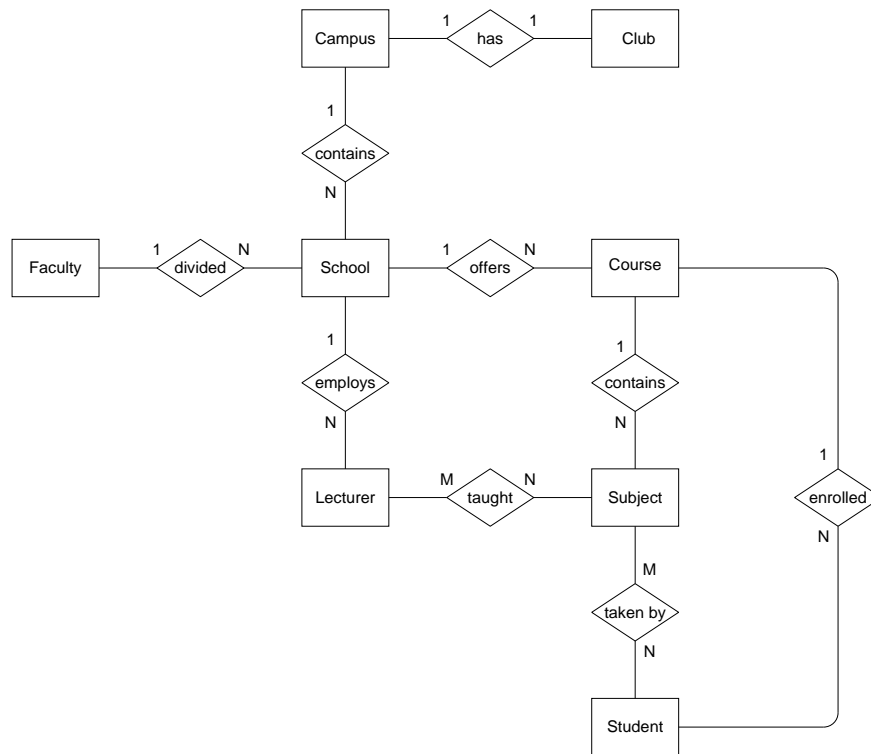 Campus
1
has
1
Club
1
contains
N
Faculty
1
divided
N
School
1
offers
N
Course
1
employs
N
1
contains
N
1
enrolled
N
Lecturer
M
taught
N
Subject
M
taken by
N
Student